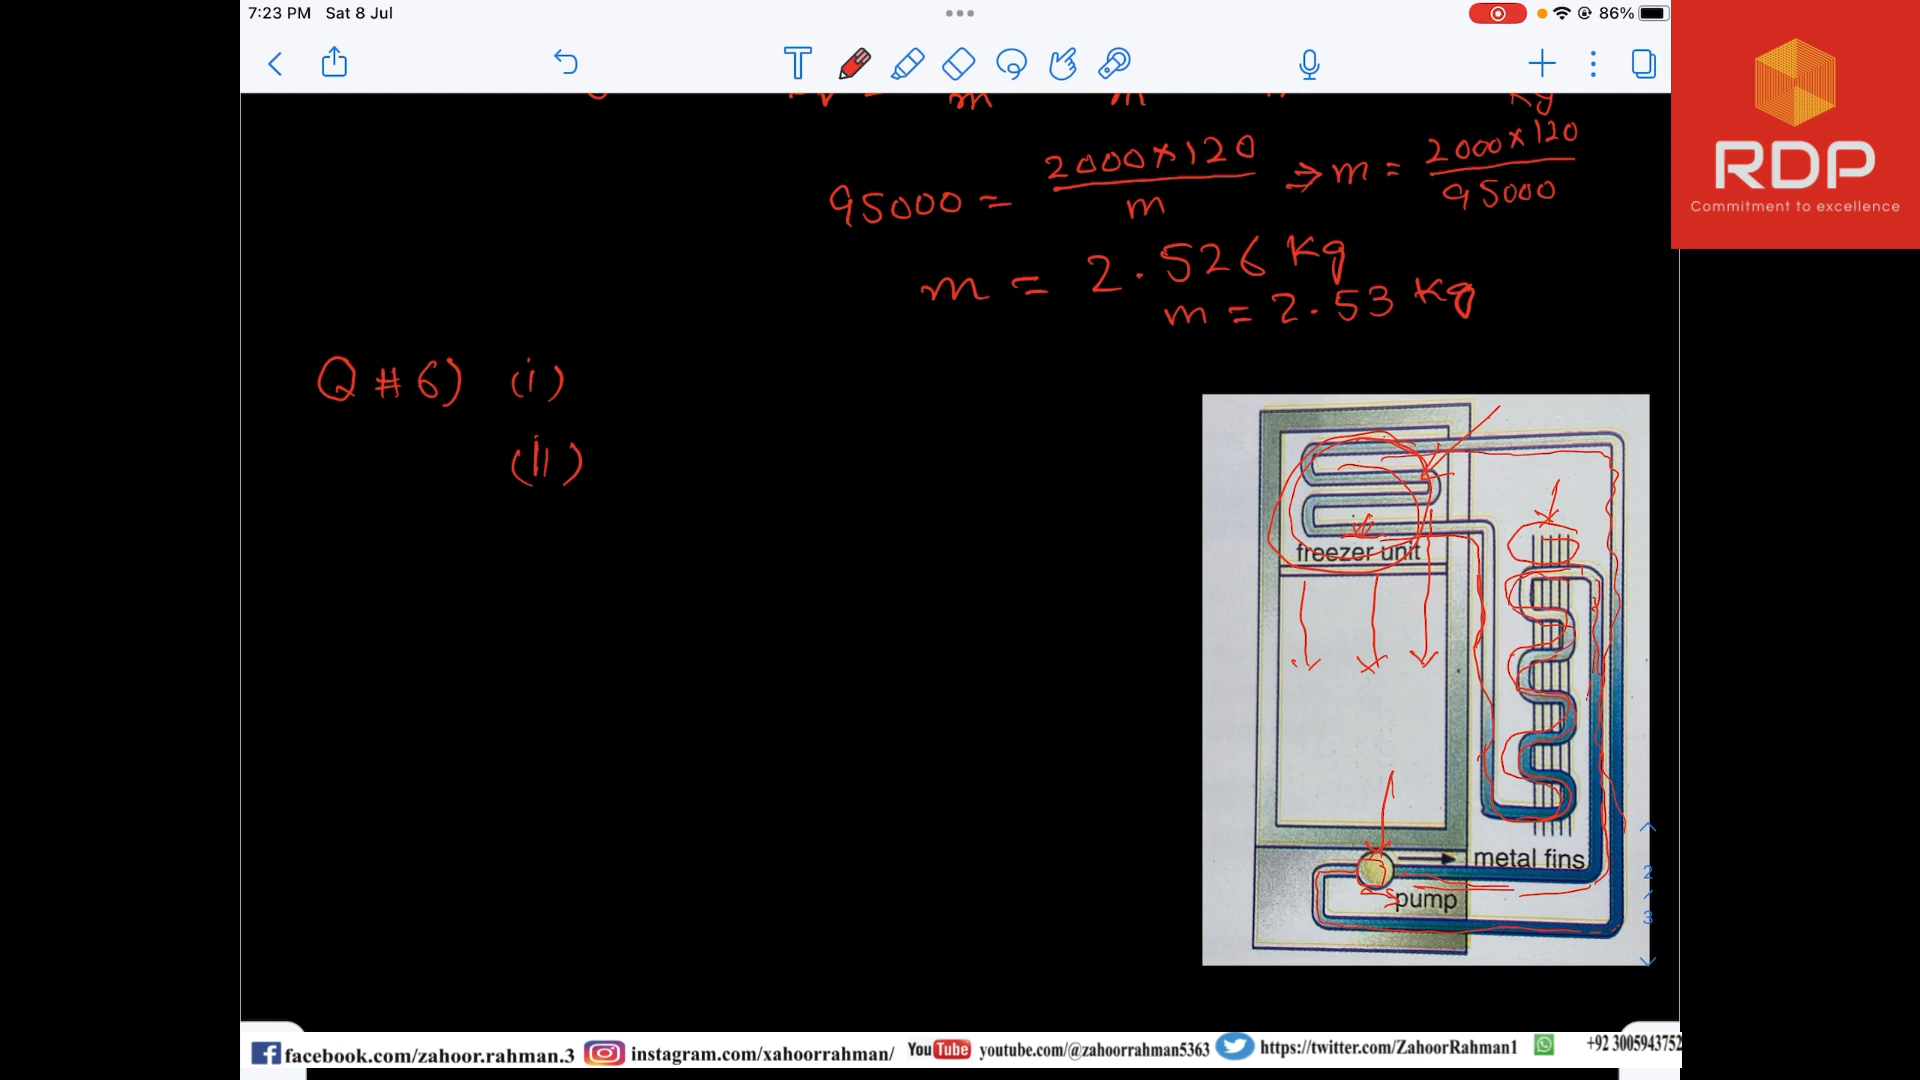 7:23 PM Sat 8 Jul
86%
T
m m Kg
95000 = 2000×120 / m ⇒ m = 2000×120 / 95000
m = 2.526 Kg
m = 2.53 Kg
Q # 6) (i)
(ii)
freezer unit
metal fins
pump
RDP
Commitment to excellence
facebook.com/zahoor.rahman.3 instagram.com/xahoorrahman/ YouTube youtube.com/@zahoorrahman5363 https://twitter.com/ZahoorRahman1 +92 3005943752